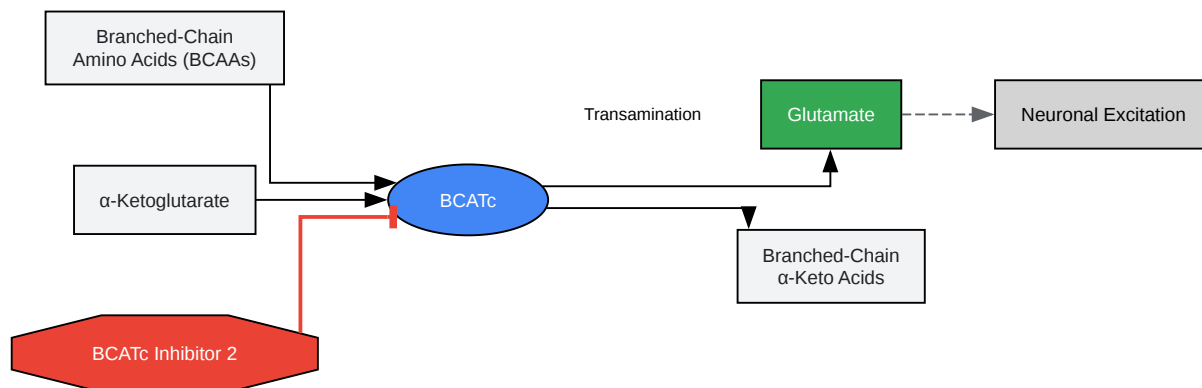 Branched-Chain
Amino Acids (BCAAs)
Transamination
Glutamate
Neuronal Excitation
α-Ketoglutarate
BCATc
Branched-Chain
α-Keto Acids
BCATc Inhibitor 2